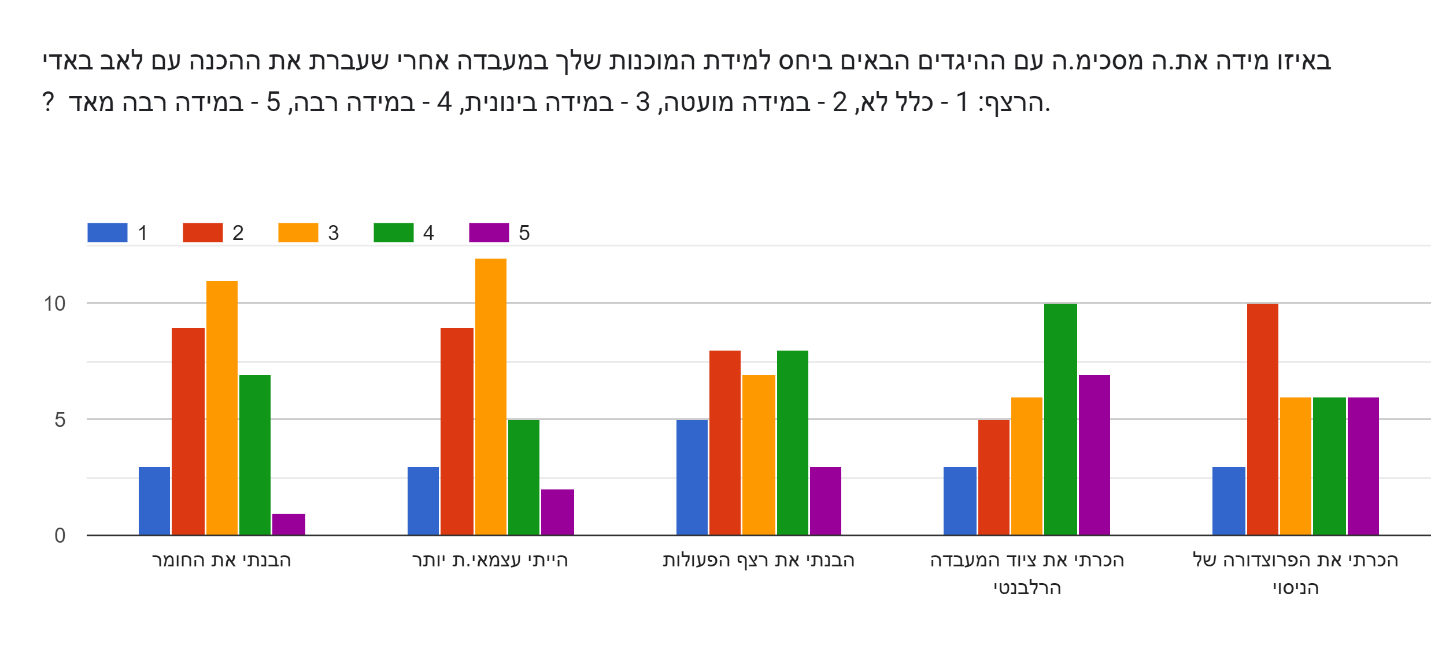 באיזו מידה את.ה מסכימ.ה עם ההיגדים הבאים ביחס למידת המוכנות שלך במעבדה אחרי שעברת את ההכנה עם לאב באדי
.הרצף: 1 - כלל לא, 2 - במידה מועטה, 3 - במידה בינונית, 4 - במידה רבה, 5 - במידה רבה מאד ?
1 2 3 4 5
10
5
0
הבנתי את החומר
הייתי עצמאי.ת יותר
הבנתי את רצף הפעולות
הכרתי את ציוד המעבדה
הרלבנטי
הכרתי את הפרוצדורה של
הניסוי